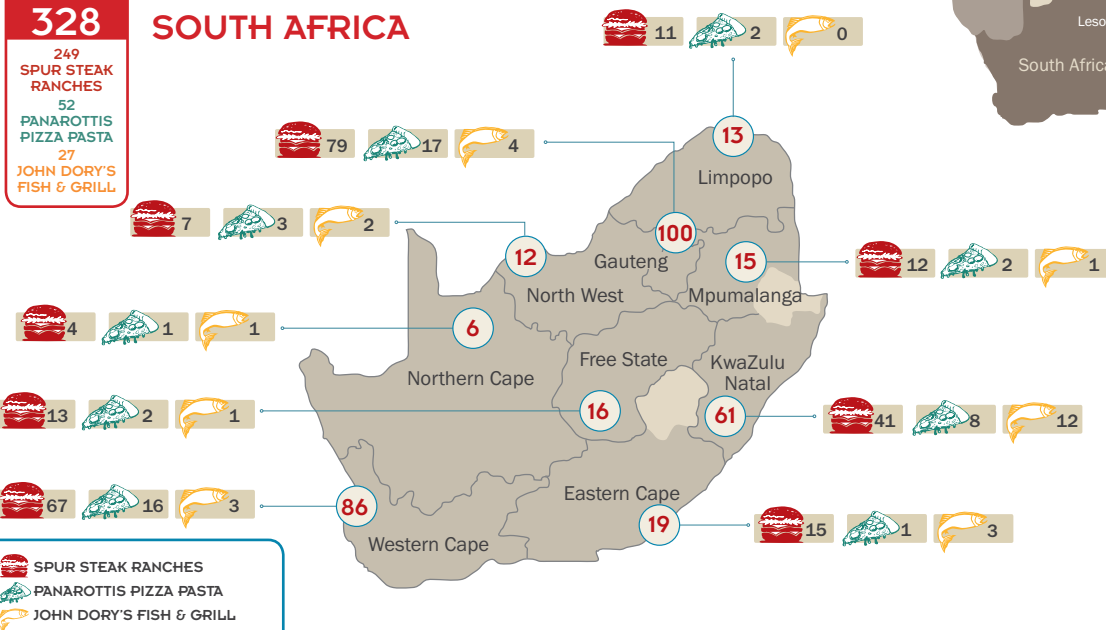 328
249
SPUR STEAK
RANCHES
52
PANAROTTIS
PIZZA PASTA
27
JOHN DORY'S
FISH & GRILL
SOUTH AFRICA
11 2 0
Leso
South Africa
79 17 4
13
Limpopo
7 3 2
100
Gauteng
12
North West
15
Mpumalanga
12 2 1
4 1 1
6
Northern Cape
Free State
KwaZulu
Natal
13 2 1
16
61
41 8 12
67 16 3
86
Western Cape
Eastern Cape
19
15 1 3
SPUR STEAK RANCHES
PANAROTTIS PIZZA PASTA
JOHN DORY'S FISH & GRILL